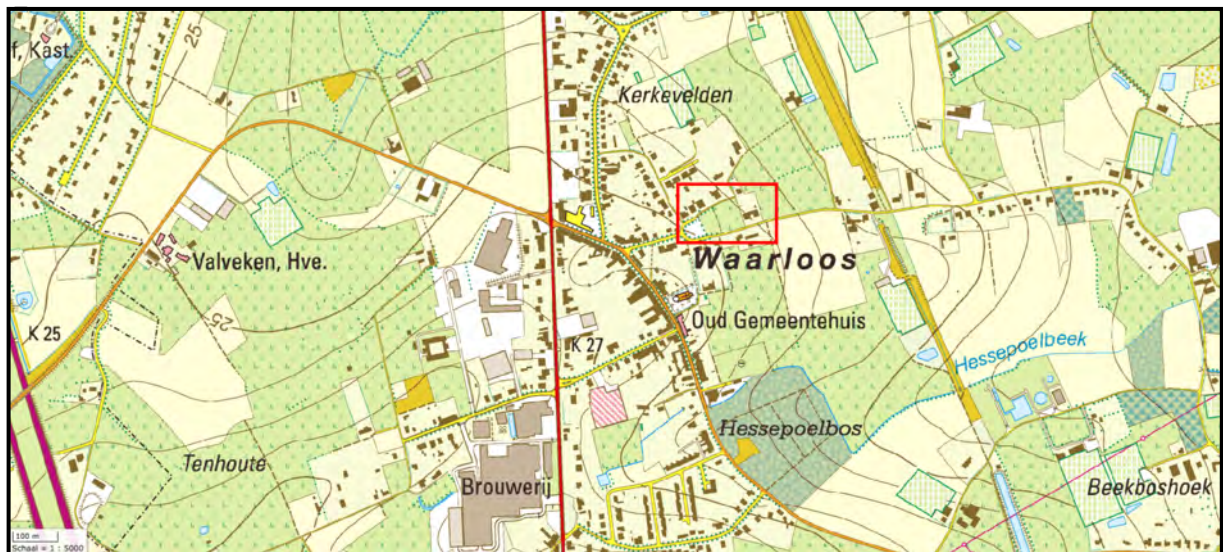 25
f, Kast.
Kerkevelden
Valveken, Hve.
Waarloos
25
Oud Gemeentehuis
K 25
K 27
Hessepoelbeek
Hessepoelbos
Tenhoute
Brouwerij
Beekboshoek
100 m
Schaal = 1 : 5000